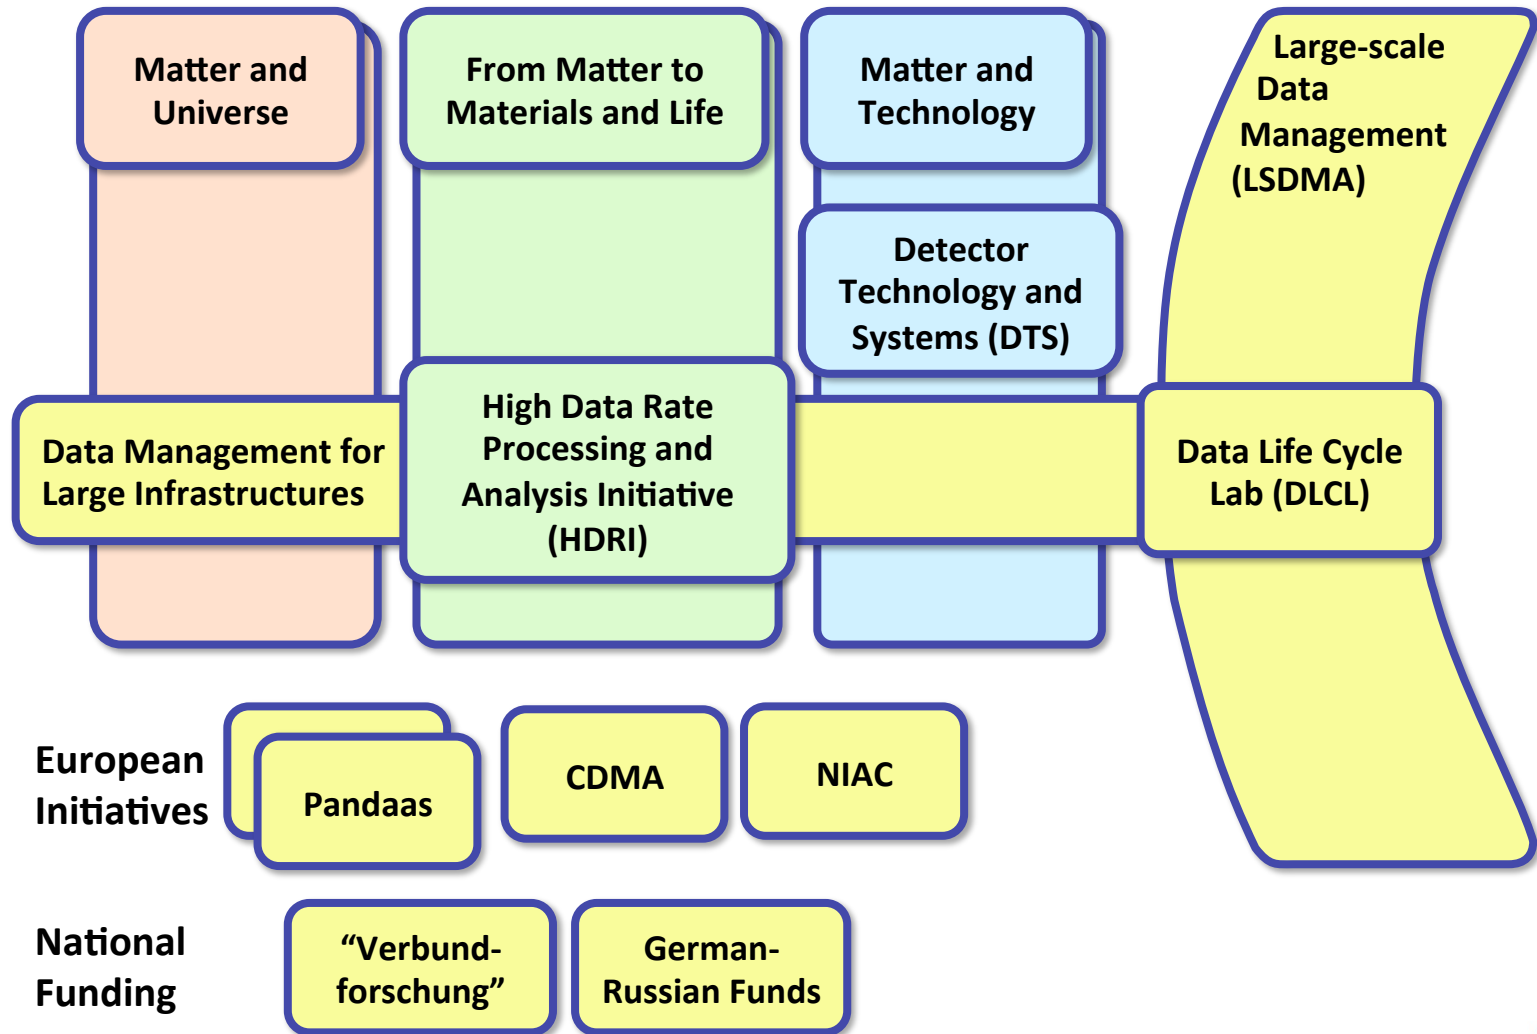 Matter and
Universe
From Matter to
Materials and Life
Matter and
Technology
Large-scale
Data
Management
(LSDMA)
Detector
Technology and
Systems (DTS)
Data Management for
Large Infrastructures
High Data Rate
Processing and
Analysis Initiative
(HDRI)
Data Life Cycle
Lab (DLCL)
European
Initiatives
Pandaas
CDMA
NIAC
National
Funding
“Verbund-
forschung”
German-
Russian Funds